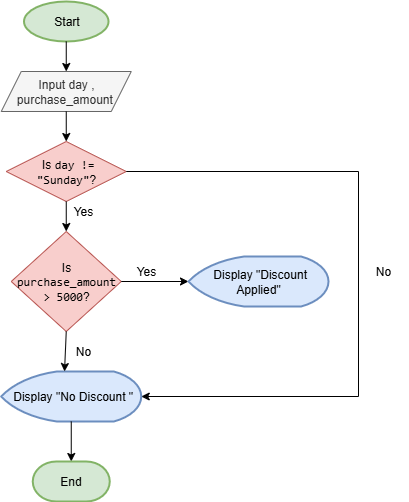 Start
Input day ,
purchase_amount
Is day !=
"Sunday"?
Yes
No
Is
purchase_amount
> 5000?
Yes
Display "Discount
Applied"
No
Display "No Discount "
End